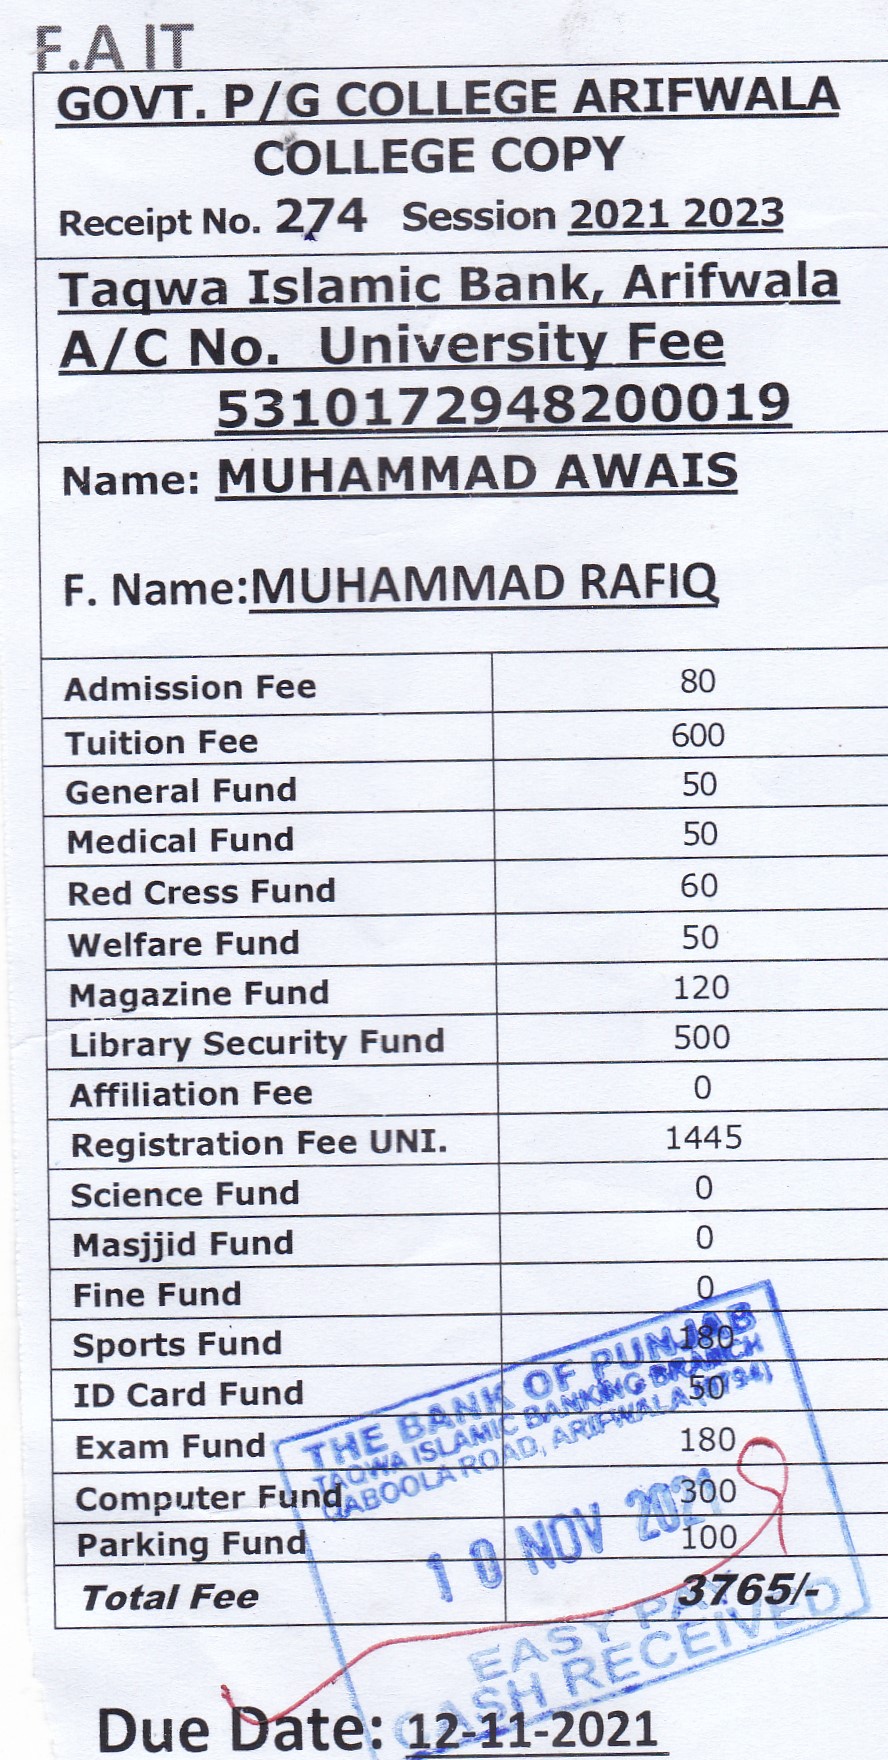 F.A IT
GOVT. P/G COLLEGE ARIFWALA
COLLEGE COPY
Receipt No. 274 Session 2021 2023
Taqwa Islamic Bank, Arifwala
A/C No. University Fee
5310172948200019
Name: MUHAMMAD AWAIS
F. Name:MUHAMMAD RAFIQ
Admission Fee 80
Tuition Fee 600
General Fund 50
Medical Fund 50
Red Cress Fund 60
Welfare Fund 50
Magazine Fund 120
Library Security Fund 500
Affiliation Fee 0
Registration Fee UNI. 1445
Science Fund 0
Masjjid Fund 0
Fine Fund 0
Sports Fund 180
ID Card Fund 50
Exam Fund 180
Computer Fund 300
Parking Fund 100
Total Fee 3765/-
THE BANK OF PUNJAB
TAQWA ISLAMIC BANKING BRANCH
QABOOLA ROAD, ARIFWALA (0794)
10 NOV 2021
EASY PAY
CASH RECEIVED
Due Date: 12-11-2021